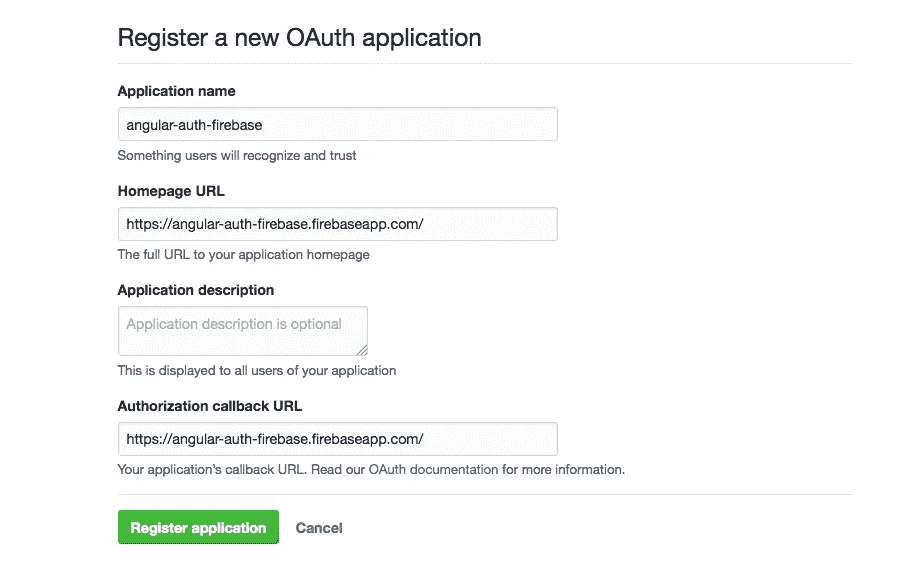 Register a new OAuth application
Application name
angular-auth-firebase
Something users will recognize and trust
Homepage URL
https://angular-auth-firebase.firebaseapp.com/
The full URL to your application homepage
Application description
Application description is optional
This is displayed to all users of your application
Authorization callback URL
https://angular-auth-firebase.firebaseapp.com/
Your application's callback URL. Read our OAuth documentation for more information.
Register application Cancel